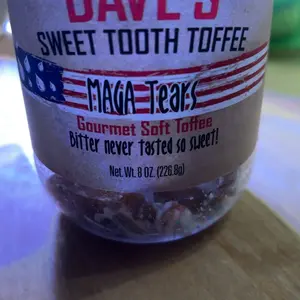 DAVE'S
SWEET TOOTH TOFFEE
MAGA Tears
Gourmet Soft Toffee
Bitter never tasted so sweet!
Net. Wt. 8 OZ. (226.8g)